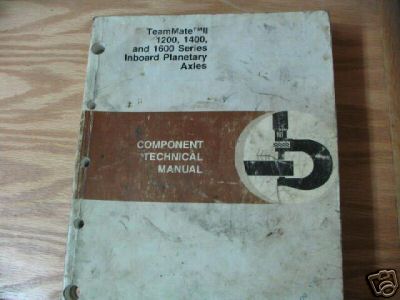 TeamMate™II
1200, 1400,
and 1600 Series
Inboard Planetary
Axles
COMPONENT
TECHNICAL
MANUAL